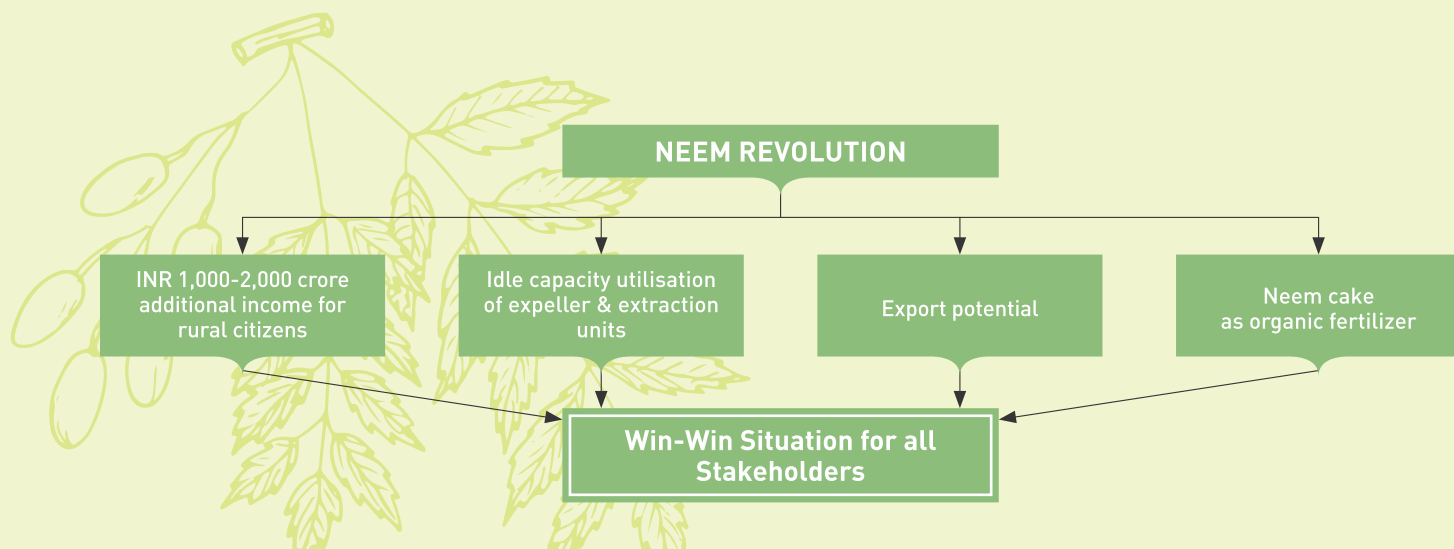 NEEM REVOLUTION
INR 1,000-2,000 crore
additional income for
rural citizens
Idle capacity utilisation
of expeller & extraction
units
Export potential
Neem cake
as organic fertilizer
Win-Win Situation for all
Stakeholders